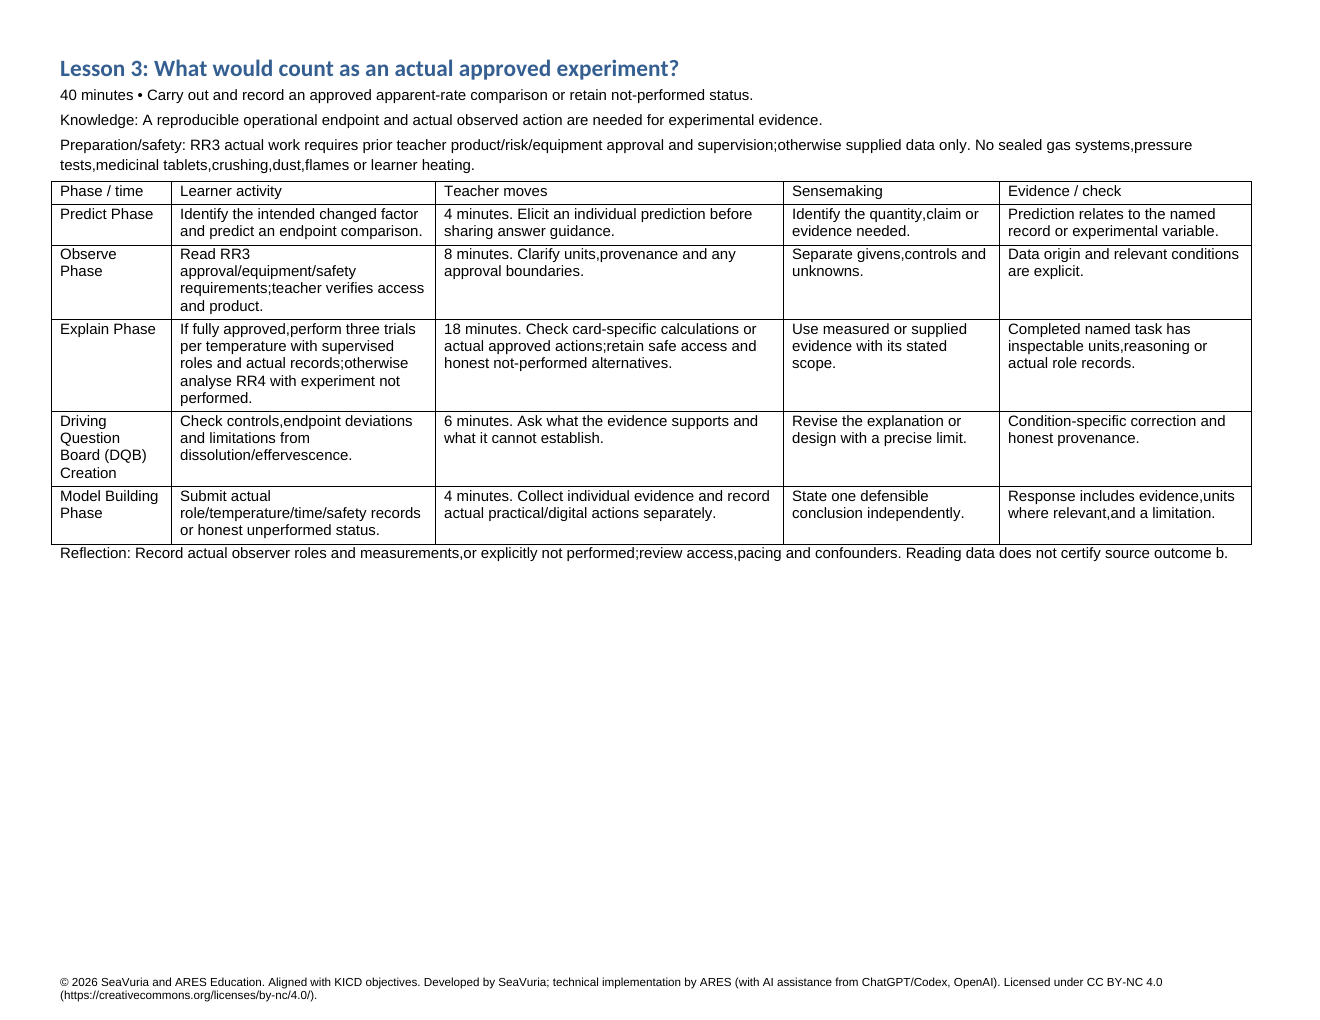 Lesson 3: What would count as an actual approved experiment?
40 minutes • Carry out and record an approved apparent-rate comparison or retain not-performed status.
Knowledge: A reproducible operational endpoint and actual observed action are needed for experimental evidence.
Preparation/safety: RR3 actual work requires prior teacher product/risk/equipment approval and supervision;otherwise supplied data only. No sealed gas systems,pressure
tests,medicinal tablets,crushing,dust,flames or learner heating.
Phase / time
Learner activity
Teacher moves
Sensemaking
Evidence / check
Predict Phase
Identify the intended changed factor
and predict an endpoint comparison.
4 minutes. Elicit an individual prediction before
sharing answer guidance.
Identify the quantity,claim or
evidence needed.
Prediction relates to the named
record or experimental variable.
Observe
Phase
Read RR3
approval/equipment/safety
requirements;teacher verifies access
and product.
8 minutes. Clarify units,provenance and any
approval boundaries.
Separate givens,controls and
unknowns.
Data origin and relevant conditions
are explicit.
Explain Phase
If fully approved,perform three trials
per temperature with supervised
roles and actual records;otherwise
analyse RR4 with experiment not
performed.
18 minutes. Check card-specific calculations or
actual approved actions;retain safe access and
honest not-performed alternatives.
Use measured or supplied
evidence with its stated
scope.
Completed named task has
inspectable units,reasoning or
actual role records.
Driving
Question
Board (DQB)
Creation
Check controls,endpoint deviations
and limitations from
dissolution/effervescence.
6 minutes. Ask what the evidence supports and
what it cannot establish.
Revise the explanation or
design with a precise limit.
Condition-specific correction and
honest provenance.
Model Building
Phase
Submit actual
role/temperature/time/safety records
or honest unperformed status.
4 minutes. Collect individual evidence and record
actual practical/digital actions separately.
State one defensible
conclusion independently.
Response includes evidence,units
where relevant,and a limitation.
Reflection: Record actual observer roles and measurements,or explicitly not performed;review access,pacing and confounders. Reading data does not certify source outcome b.
© 2026 SeaVuria and ARES Education. Aligned with KICD objectives. Developed by SeaVuria; technical implementation by ARES (with AI assistance from ChatGPT/Codex, OpenAI). Licensed under CC BY-NC 4.0
(https://creativecommons.org/licenses/by-nc/4.0/).